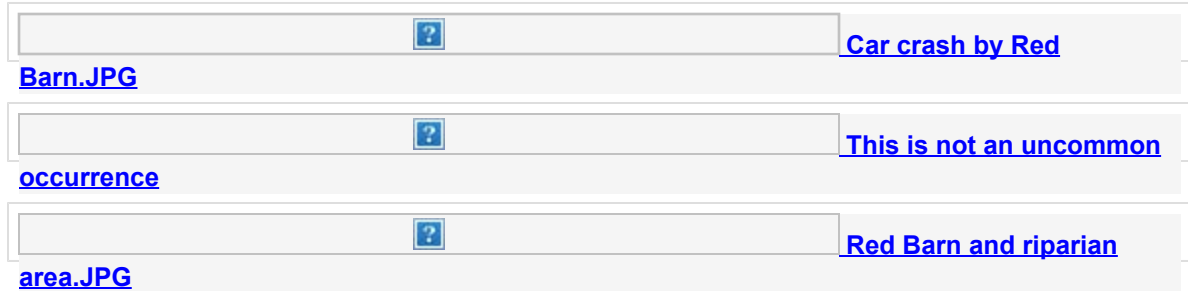 Car crash by Red
Barn.JPG
This is not an uncommon
occurrence
Red Barn and riparian
area.JPG